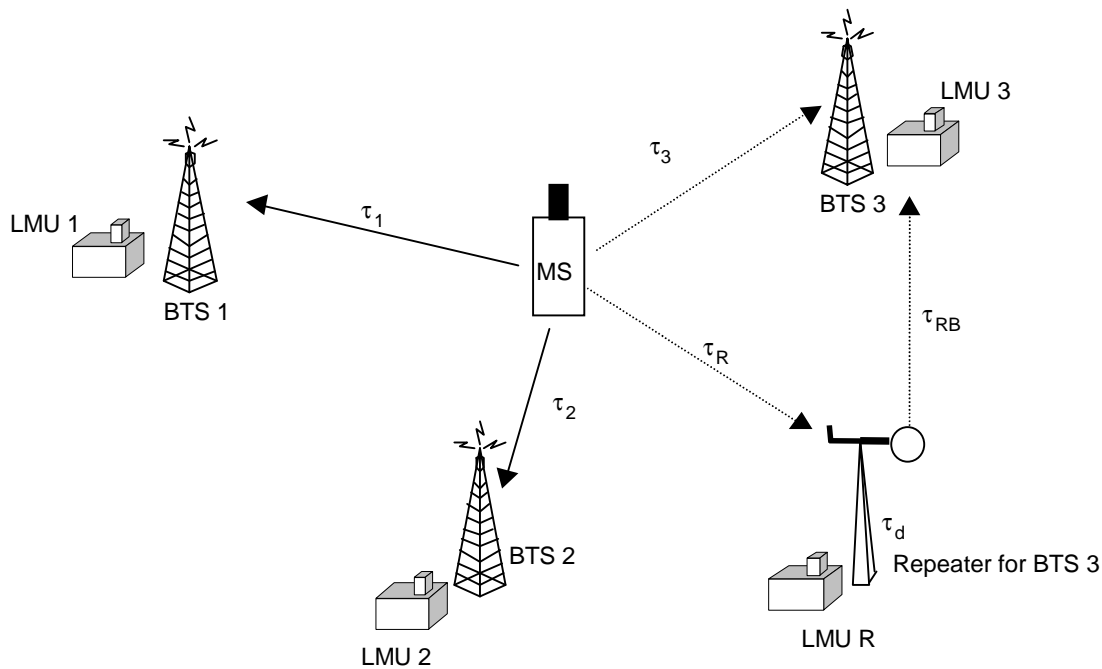 LMU 3
τ3
BTS 3
LMU 1
τ1
MS
BTS 1
τRB
τR
τ2
BTS 2
τd
Repeater for BTS 3
LMU R
LMU 2